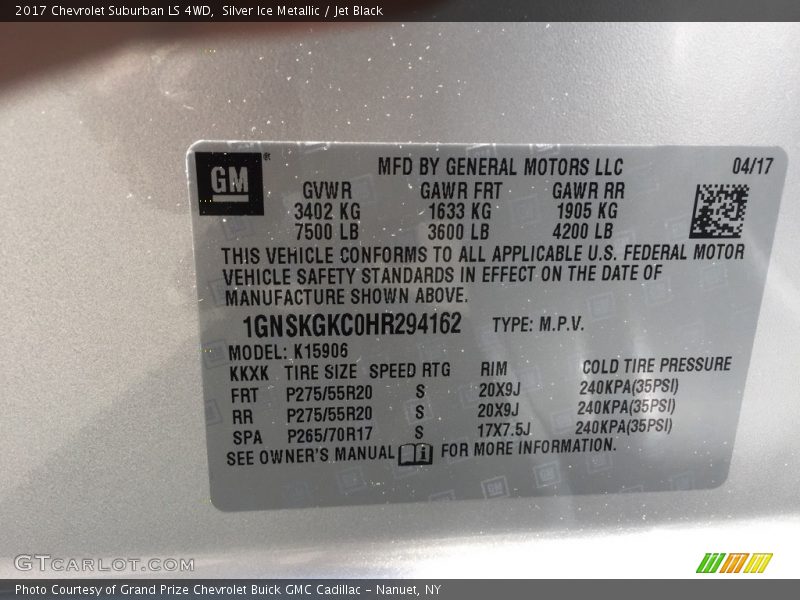 2017 Chevrolet Suburban LS 4WD, Silver Ice Metallic / Jet Black
GM®
MFD BY GENERAL MOTORS LLC 04/17
GVWR GAWR FRT GAWR RR
3402 KG 1633 KG 1905 KG
7500 LB 3600 LB 4200 LB
THIS VEHICLE CONFORMS TO ALL APPLICABLE U.S. FEDERAL MOTOR
VEHICLE SAFETY STANDARDS IN EFFECT ON THE DATE OF
MANUFACTURE SHOWN ABOVE.
1GNSKGKC0HR294162 TYPE: M.P.V.
MODEL: K15906
KKXK TIRE SIZE SPEED RTG RIM COLD TIRE PRESSURE
FRT P275/55R20 S 20X9J 240KPA(35PSI)
RR P275/55R20 S 20X9J 240KPA(35PSI)
SPA P265/70R17 S 17X7.5J 240KPA(35PSI)
SEE OWNER'S MANUAL i FOR MORE INFORMATION.
GTCARLOT.COM
Photo Courtesy of Grand Prize Chevrolet Buick GMC Cadillac - Nanuet, NY